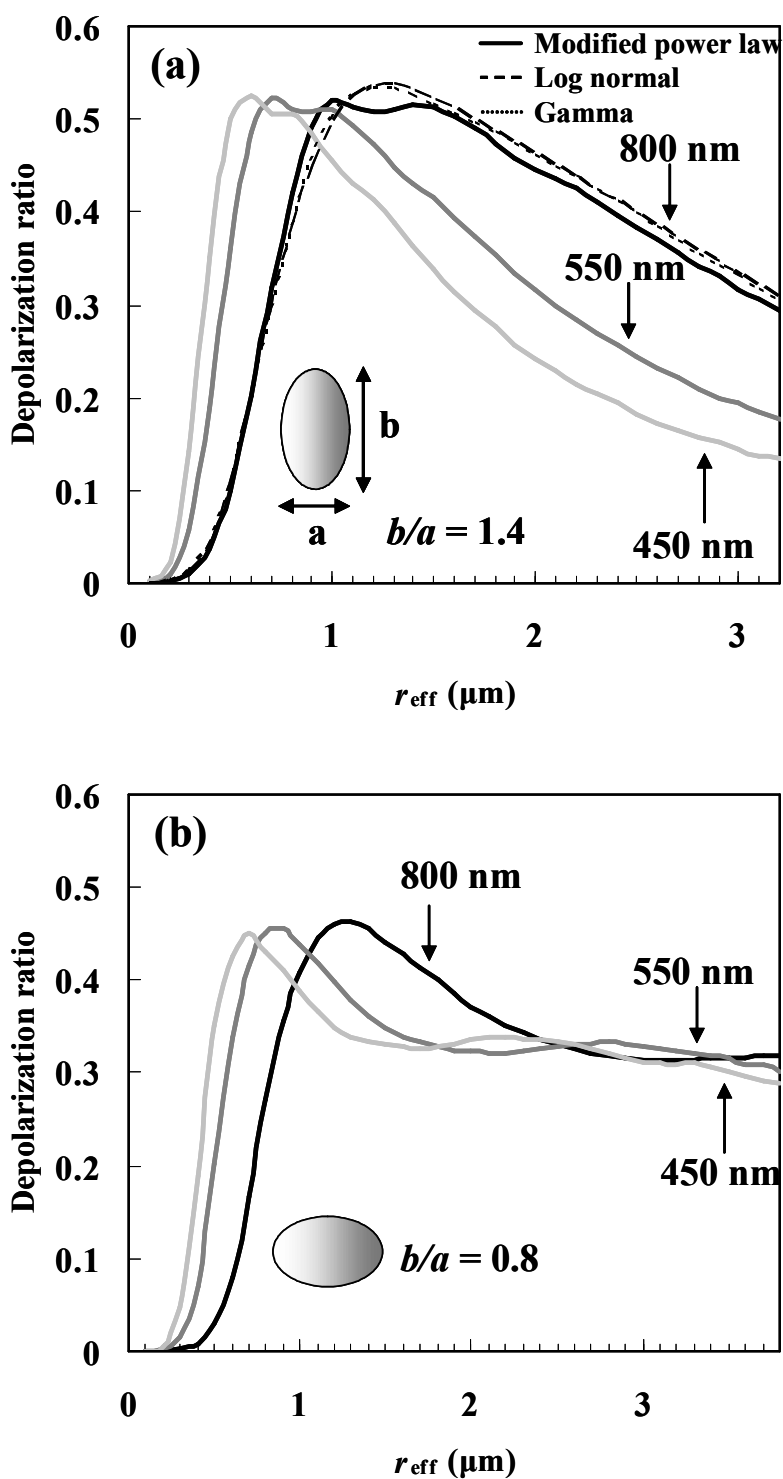 (a)
Modified power law
Log normal
Gamma
800 nm
550 nm
450 nm
b
a
b/a = 1.4
Depolarization ratio
0.6
0.5
0.4
0.3
0.2
0.1
0
0 1 2 3
reff (μm)
(b)
800 nm
550 nm
450 nm
b/a = 0.8
Depolarization ratio
0.6
0.5
0.4
0.3
0.2
0.1
0
0 1 2 3
reff (μm)